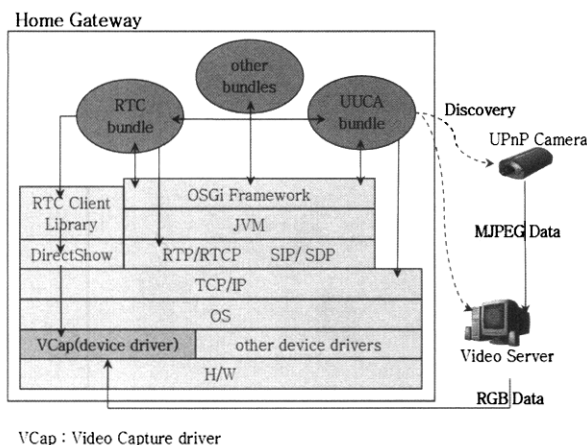 Home Gateway
other
bundles
RTC
bundle
UUCA
bundle
Discovery
UPnP Camera
RTC Client
Library
OSGi Framework
JVM
MJPEG Data
DirectShow
RTP/RTCP SIP/ SDP
TCP/IP
OS
VCap(device driver)
other device drivers
Video Server
H/W
RGB Data
VCap : Video Capture driver